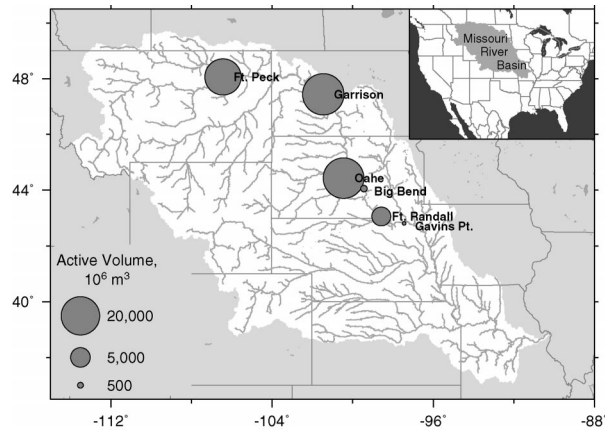 Missouri
River
Basin
48°
44°
40°
Ft. Peck
Garrison
Oahe
Big Bend
Ft. Randall
Gavins Pt.
Active Volume,
10⁶ m³
20,000
5,000
500
-112°
-104°
-96°
-88°